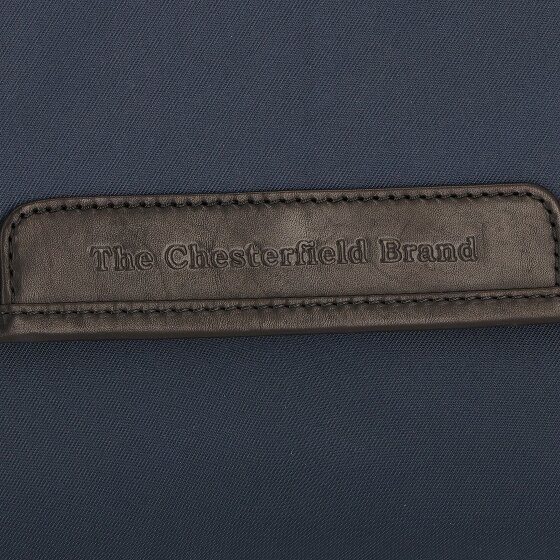 The Chesterfield Brand